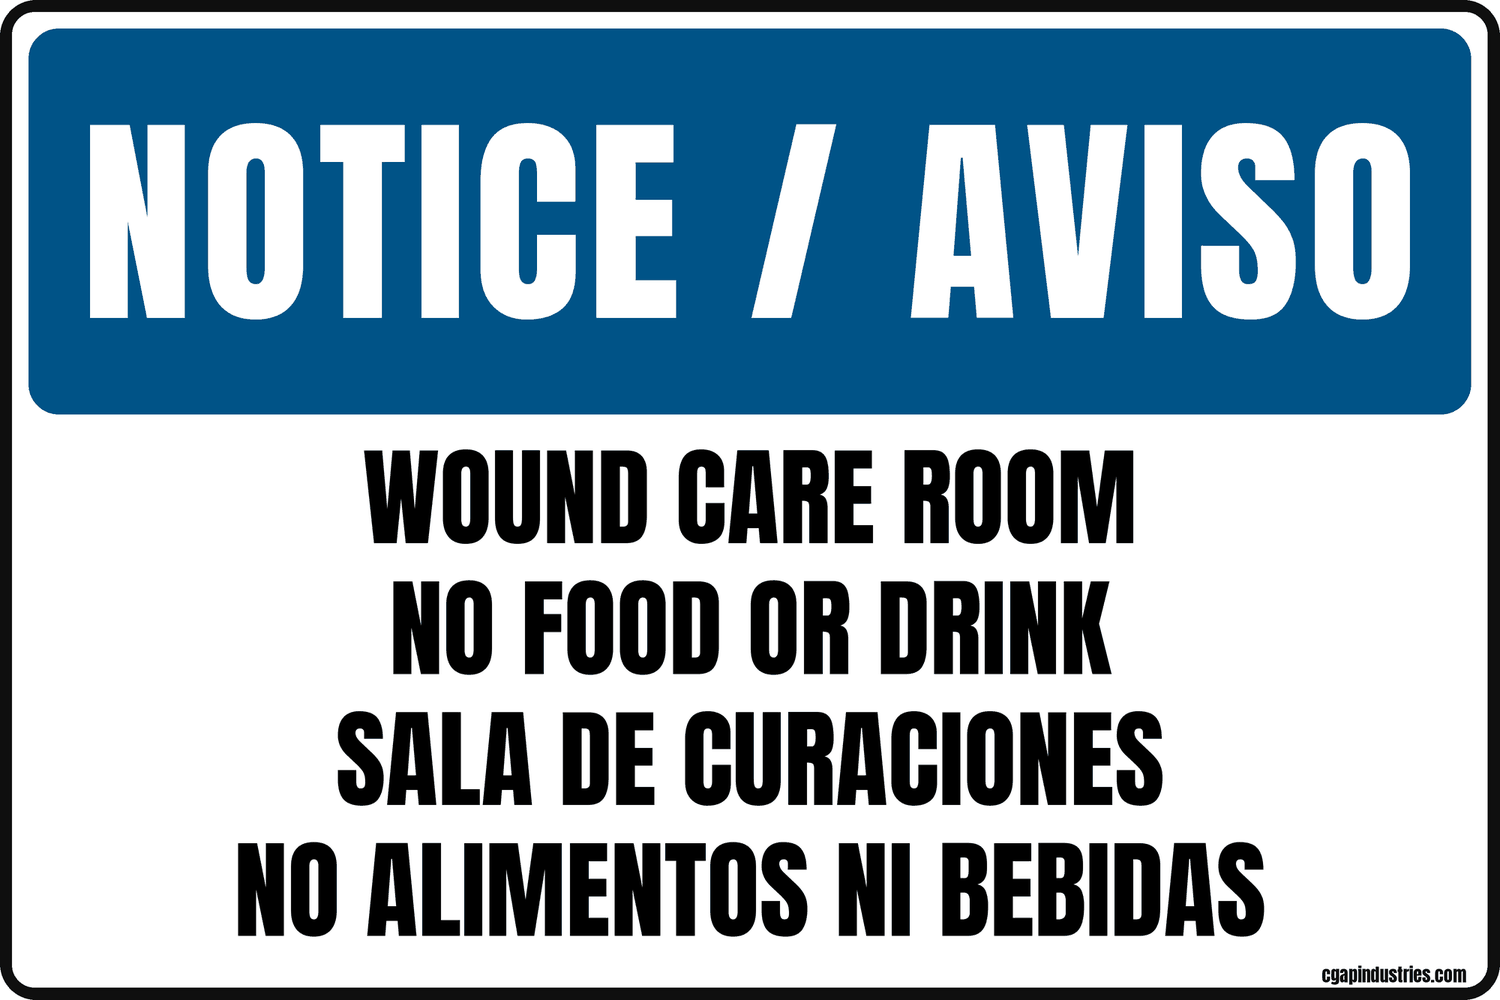 NOTICE / AVISO
WOUND CARE ROOM
NO FOOD OR DRINK
SALA DE CURACIONES
NO ALIMENTOS NI BEBIDAS
cgapindustries.com